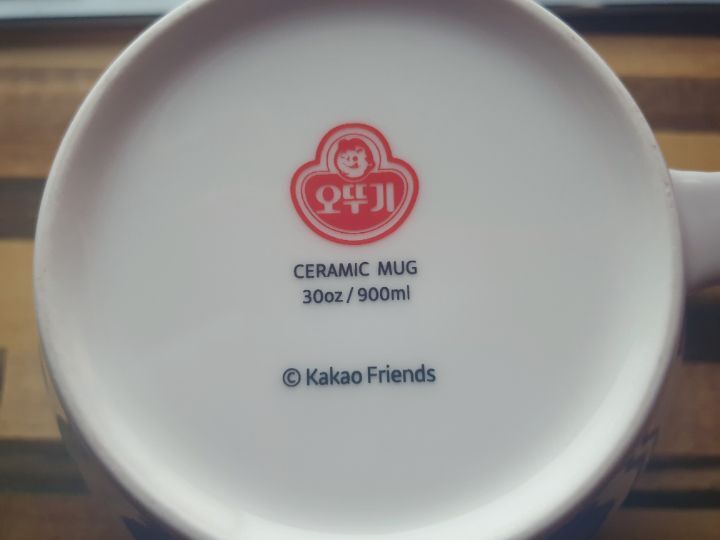 오뚜기
CERAMIC MUG
30oz / 900ml
© Kakao Friends